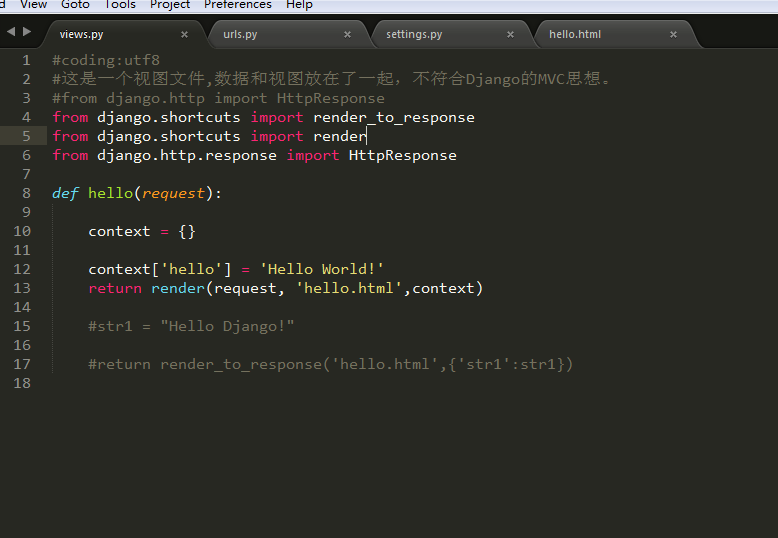 View Goto Tools Project Preferences Help
views.py × urls.py × settings.py × hello.html ×
1 #coding:utf8
2 #这是一个视图文件,数据和视图放在了一起，不符合Django的MVC思想。
3 #from django.http import HttpResponse
4 from django.shortcuts import render_to_response
5 from django.shortcuts import render
6 from django.http.response import HttpResponse
7
8 def hello(request):
9
10 context = {}
11
12 context['hello'] = 'Hello World!'
13 return render(request, 'hello.html',context)
14
15 #str1 = "Hello Django!"
16
17 #return render_to_response('hello.html',{'str1':str1})
18